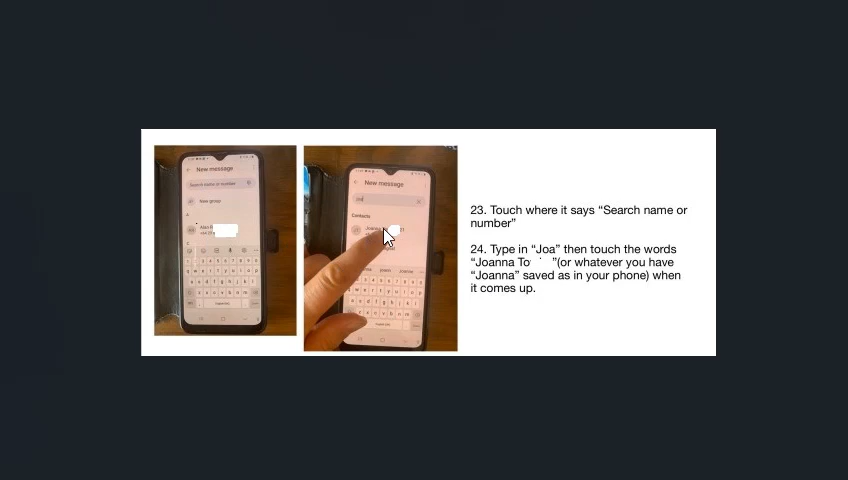 New message
Search name or number
New group
A
C
New message
Joa
Contacts
23. Touch where it says “Search name or
number”
24. Type in “Joa” then touch the words
“Joanna To “(or whatever you have
“Joanna” saved as in your phone) when
it comes up.